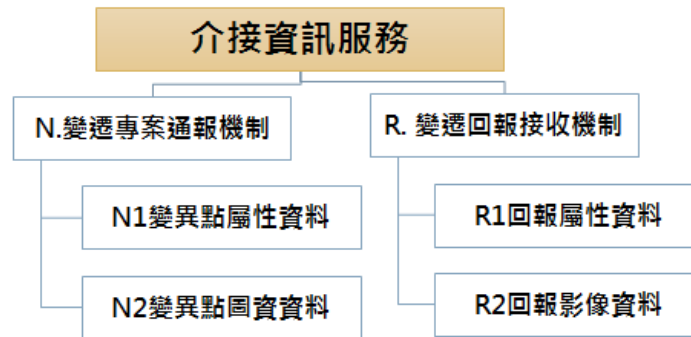 介接資訊服務
N.變遷專案通報機制
R. 變遷回報接收機制
N1變異點屬性資料
R1回報屬性資料
N2變異點圖資資料
R2回報影像資料